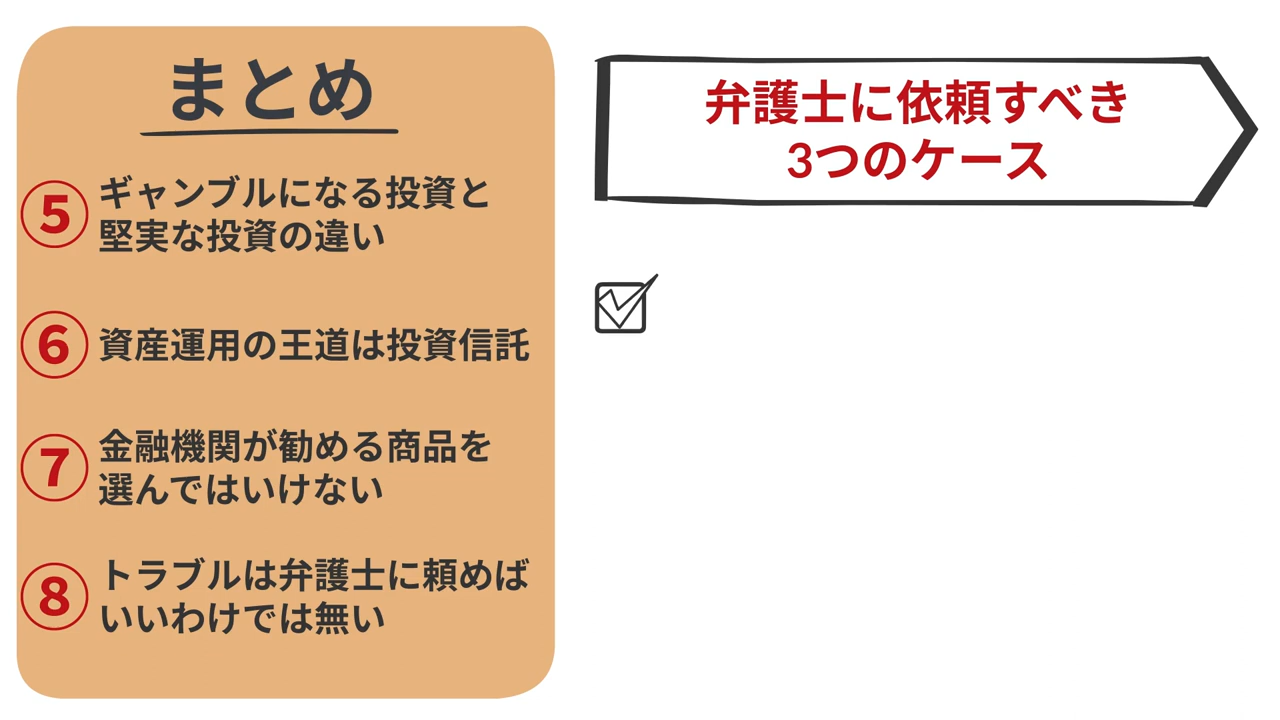 まとめ
⑤ ギャンブルになる投資と
堅実な投資の違い
⑥ 資産運用の王道は投資信託
⑦ 金融機関が勧める商品を
選んではいけない
⑧ トラブルは弁護士に頼めば
いいわけでは無い
弁護士に依頼すべき
3つのケース